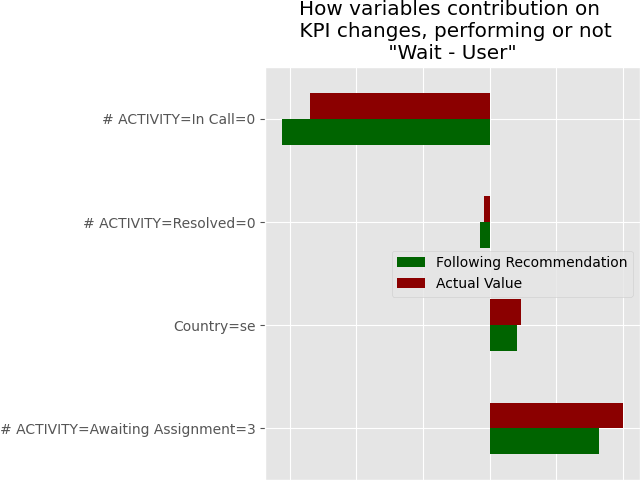 How variables contribution on
KPI changes, performing or not
"Wait - User"
# ACTIVITY=In Call=0
# ACTIVITY=Resolved=0
Following Recommendation
Actual Value
Country=se
# ACTIVITY=Awaiting Assignment=3